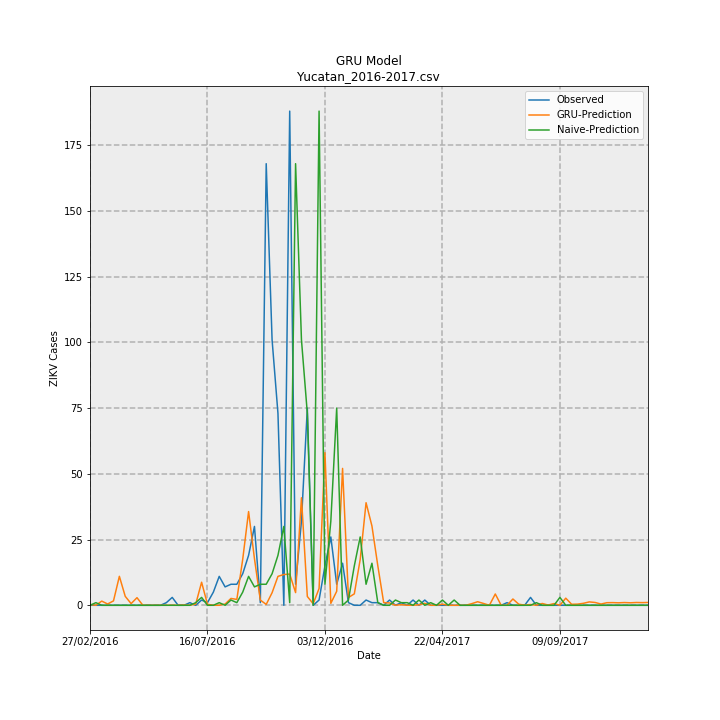 GRU Model
Yucatan_2016-2017.csv
Observed
GRU-Prediction
Naive-Prediction
175
150
125
100
75
50
25
0
ZIKV Cases
27/02/2016
16/07/2016
03/12/2016
22/04/2017
09/09/2017
Date